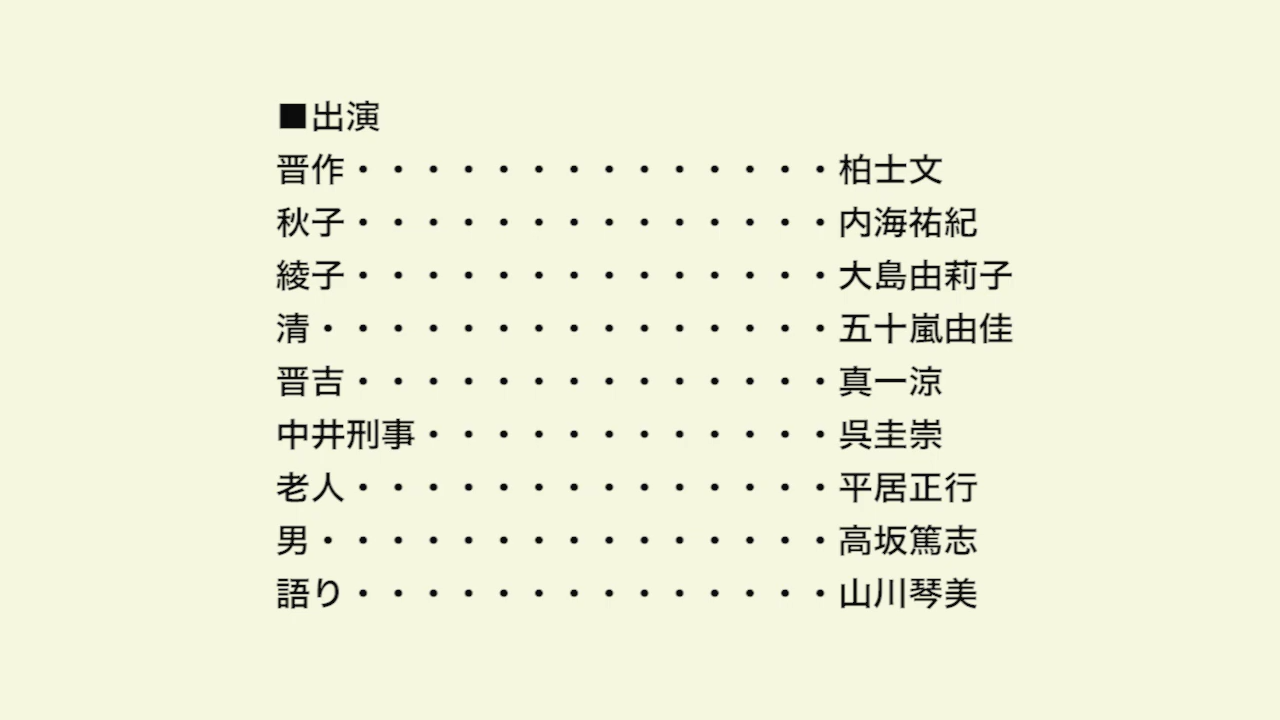 ■出演
晋作・・・・・・・・・・・・・・柏士文
秋子・・・・・・・・・・・・・・内海祐紀
綾子・・・・・・・・・・・・・・大島由莉子
清・・・・・・・・・・・・・・・五十嵐由佳
晋吉・・・・・・・・・・・・・・真一涼
中井刑事・・・・・・・・・・・・呉圭崇
老人・・・・・・・・・・・・・・平居正行
男・・・・・・・・・・・・・・・高坂篤志
語り・・・・・・・・・・・・・・山川琴美